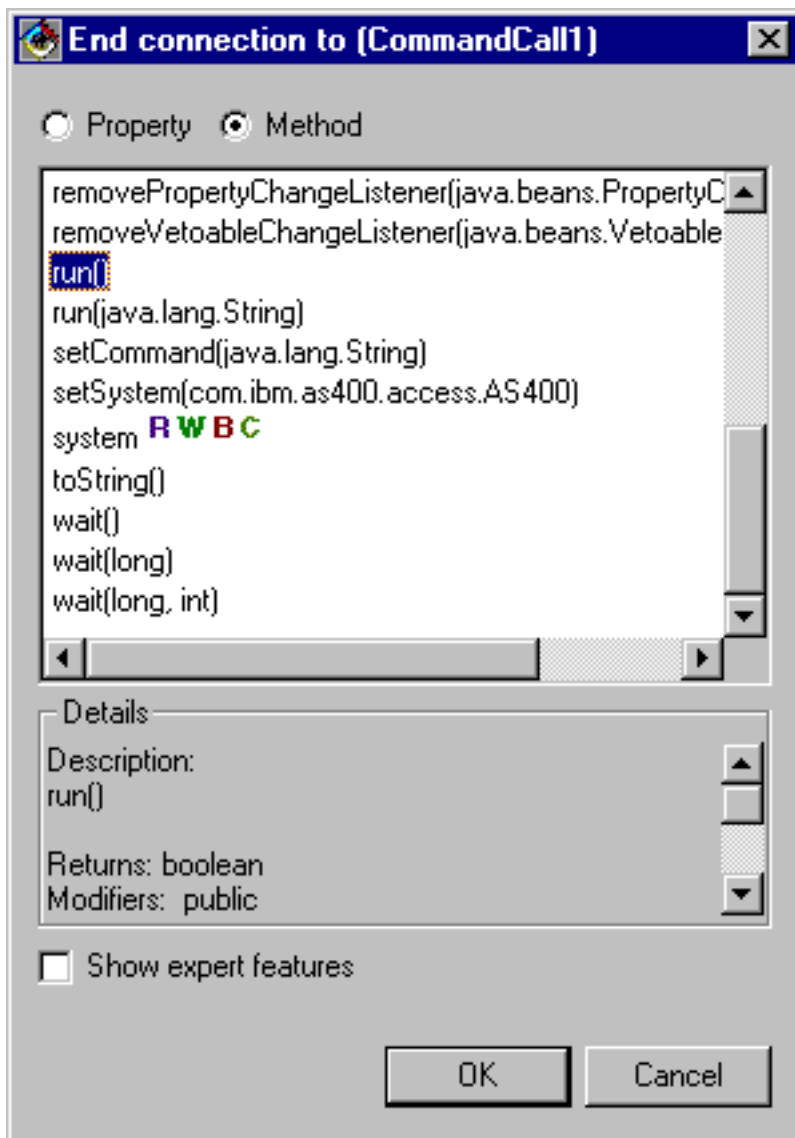 End connection to (CommandCall1)
Property Method
removePropertyChangeListener(java.beans.PropertyC
removeVetoableChangeListener(java.beans.Vetoable
run()
run(java.lang.String)
setCommand(java.lang.String)
setSystem(com.ibm.as400.access.AS400)
system R W B C
toString()
wait()
wait(long)
wait(long, int)
Details
Description:
run()
Returns: boolean
Modifiers: public
Show expert features
OK Cancel